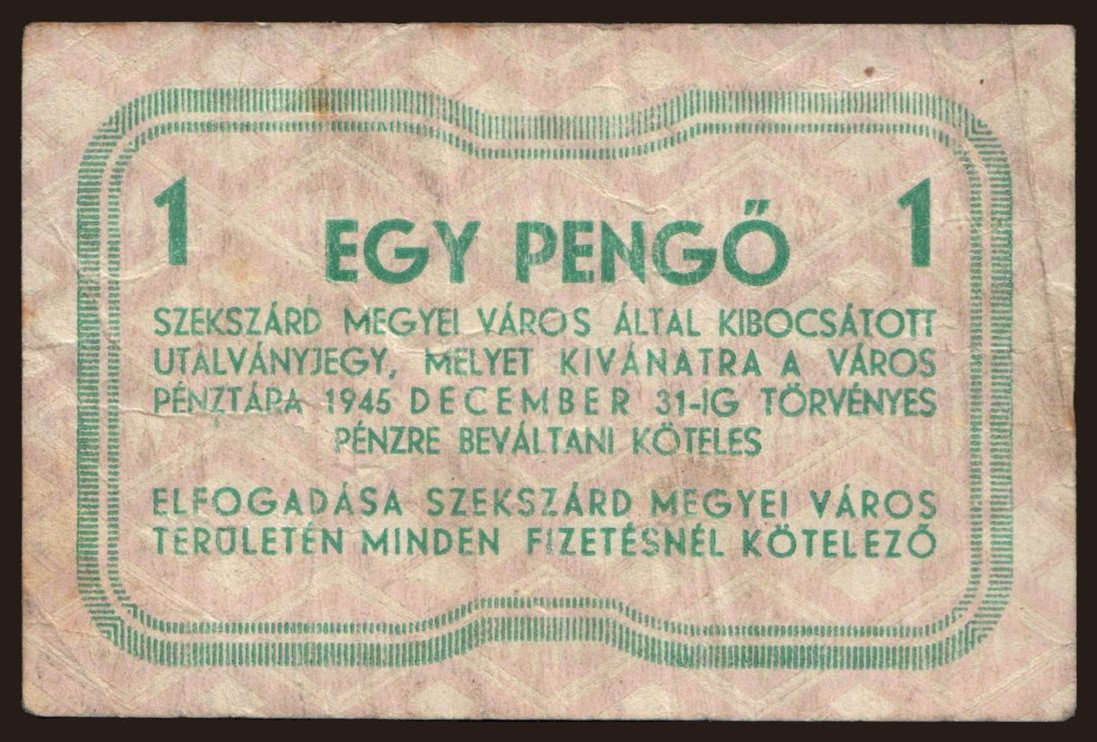 1 EGY PENGŐ 1
SZEKSZÁRD MEGYEI VÁROS ÁLTAL KIBOCSÁTOTT
UTALVÁNYJEGY, MELYET KIVÁNATRA A VÁROS
PÉNZTÁRA 1945 DECEMBER 31-IG TÖRVÉNYES
PÉNZRE BEVÁLTANI KÖTELES
ELFOGADÁSA SZEKSZÁRD MEGYEI VÁROS
TERÜLETÉN MINDEN FIZETÉSNÉL KÖTELEZŐ